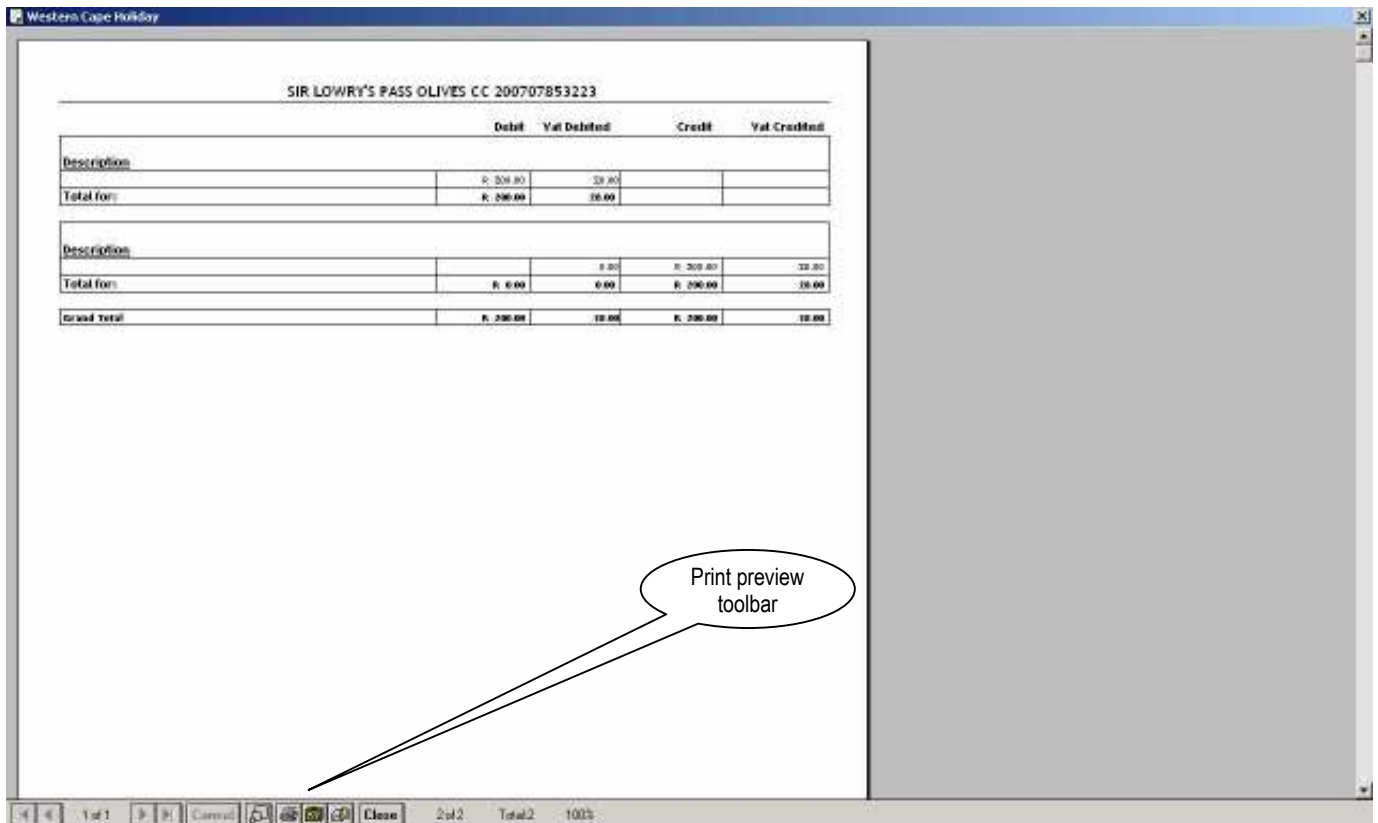 Western Cape Holiday
SIR LOWRY'S PASS OLIVES CC 200707853223
Debit Vat Debited Credit Vat Credited
Description
Total for: R 200.00
Description
0.00
Total for: R 0.00 0.00 R 200.00
Grand Total R 200.00 R 200.00
Print preview
toolbar
1 of 1 Cancel Close 2 of 2 Total:2 100%